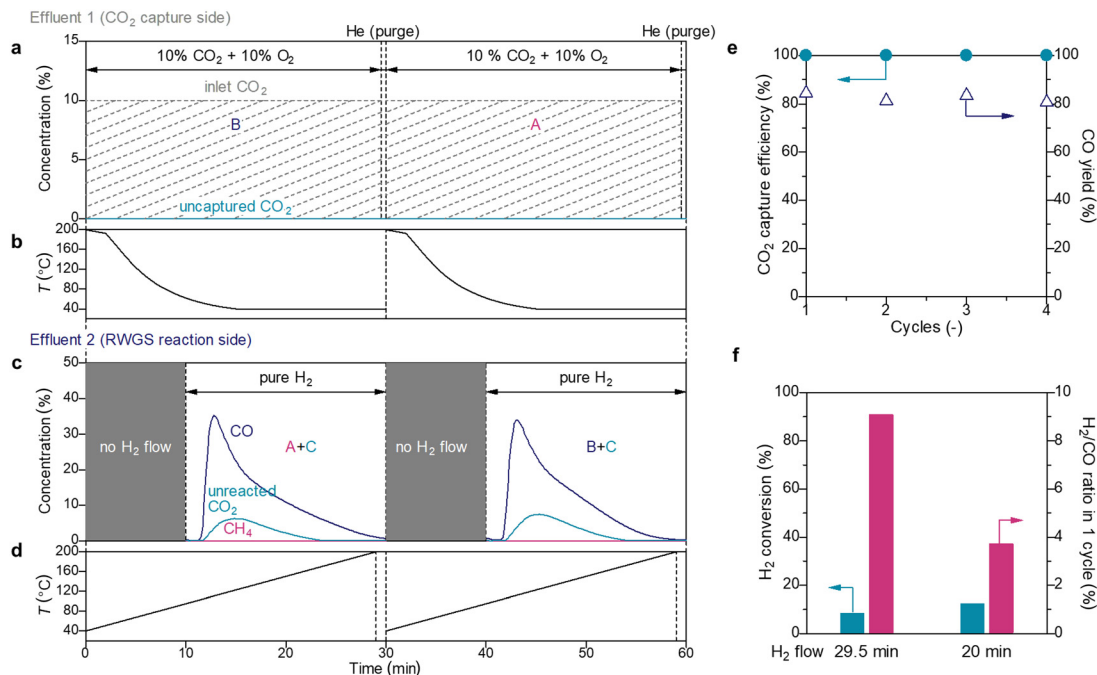 Effluent 1 (CO₂ capture side)
a
He (purge)
He (purge)
15
10
5
0
Concentration (%)
10% CO₂ + 10% O₂
10 % CO₂ + 10% O₂
inlet CO₂
B
A
uncaptured CO₂
b
200
160
120
80
40
T (°C)
Effluent 2 (RWGS reaction side)
c
50
40
30
20
10
0
Concentration (%)
no H₂ flow
pure H₂
CO
A+C
unreacted
CO₂
CH₄
no H₂ flow
pure H₂
B+C
d
200
160
120
80
40
T (°C)
0
10
20
30
40
50
60
Time (min)
e
100
80
60
40
20
0
CO₂ capture efficiency (%)
100
80
60
40
20
0
CO yield (%)
1
2
3
4
Cycles (-)
f
100
80
60
40
20
0
H₂ conversion (%)
10
8
6
4
2
0
H₂/CO ratio in 1 cycle (%)
H₂ flow 29.5 min 20 min